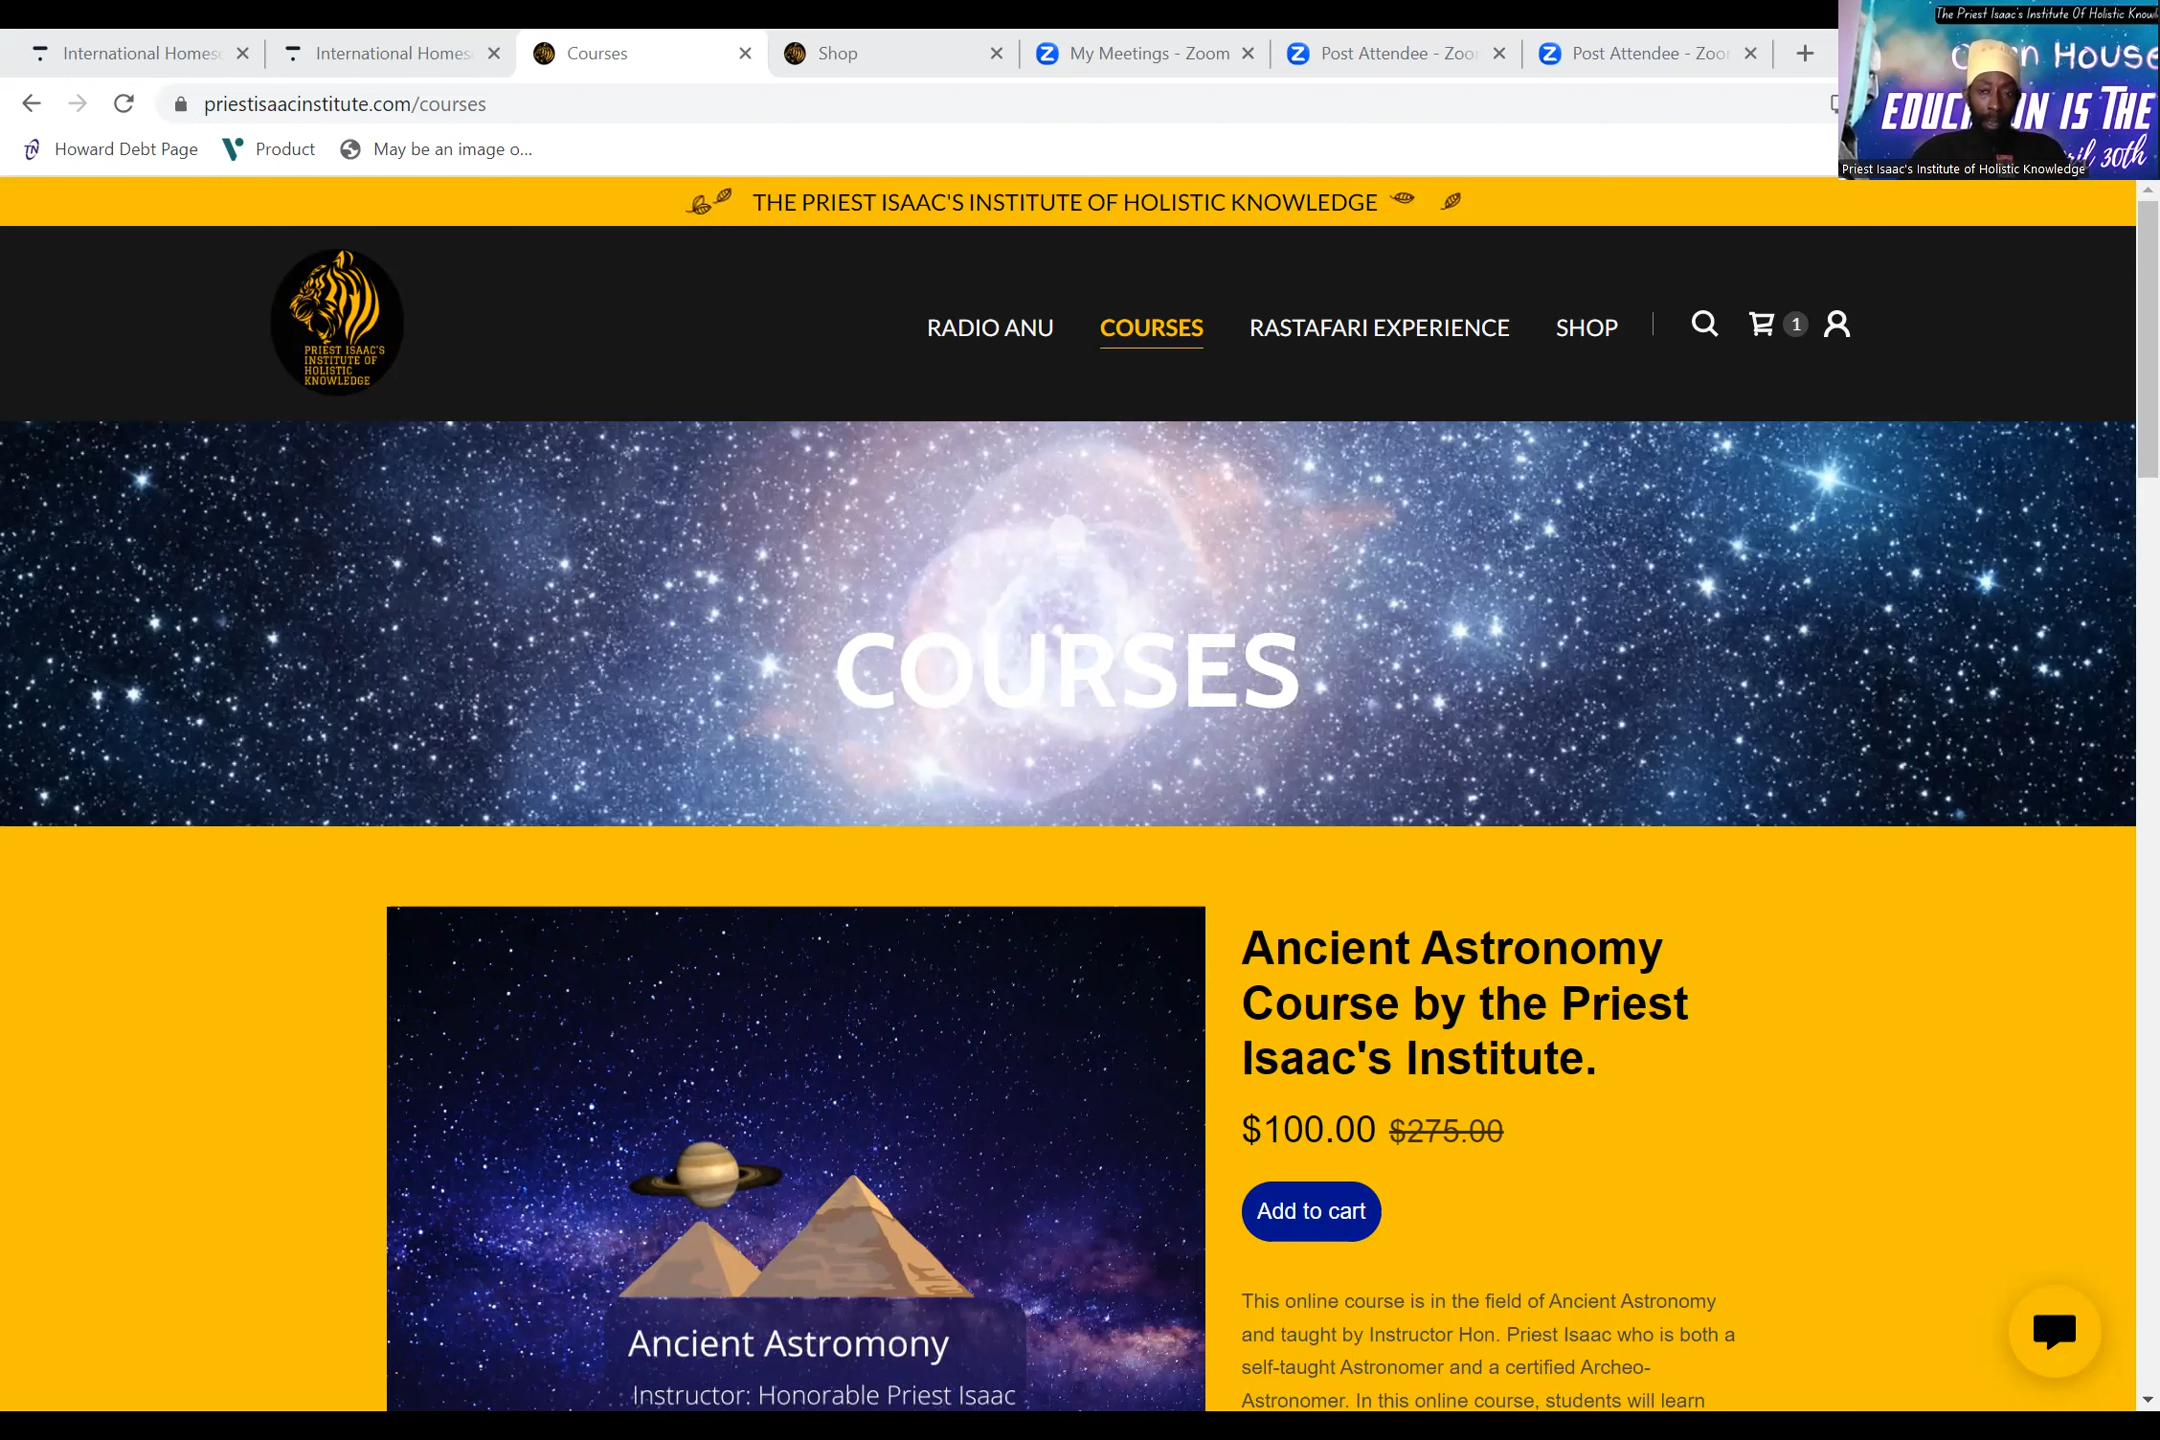 International Homes
International Homes
Courses
Shop
My Meetings - Zoom
Post Attendee - Zoo
Post Attendee - Zoo
priestisaacinstitute.com/courses
Howard Debt Page
Product
May be an image o...
The Priest Isaac's Institute Of Holistic Know
House
IS THE
30th
Priest Isaac's Institute of Holistic Knowledge
THE PRIEST ISAAC'S INSTITUTE OF HOLISTIC KNOWLEDGE
PRIEST ISAAC'S
INSTITUTE OF
HOLISTIC
KNOWLEDGE
RADIO ANU
COURSES
RASTAFARI EXPERIENCE
SHOP
1
COURSES
Ancient Astronomy
Course by the Priest
Isaac's Institute.
$100.00 $275.00
Add to cart
This online course is in the field of Ancient Astronomy
and taught by Instructor Hon. Priest Isaac who is both a
self-taught Astronomer and a certified Archeo-
Astronomer. In this online course, students will learn
Ancient Astromony
Instructor: Honorable Priest Isaac